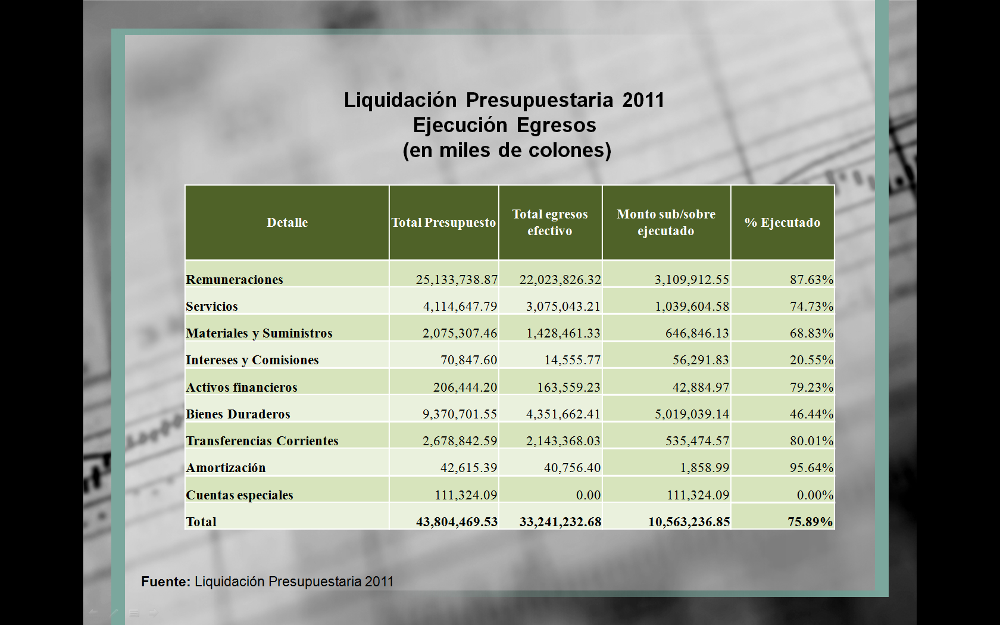 Liquidación Presupuestaria 2011
Ejecución Egresos
(en miles de colones)
Detalle Total Presupuesto Total egresos efectivo Monto sub/sobre ejecutado % Ejecutado
Remuneraciones 25,133,738.87 22,023,826.32 3,109,912.55 87.63%
Servicios 4,114,647.79 3,075,043.21 1,039,604.58 74.73%
Materiales y Suministros 2,075,307.46 1,428,461.33 646,846.13 68.83%
Intereses y Comisiones 70,847.60 14,555.77 56,291.83 20.55%
Activos financieros 206,444.20 163,559.23 42,884.97 79.23%
Bienes Duraderos 9,370,701.55 4,351,662.41 5,019,039.14 46.44%
Transferencias Corrientes 2,678,842.59 2,143,368.03 535,474.57 80.01%
Amortización 42,615.39 40,756.40 1,858.99 95.64%
Cuentas especiales 111,324.09 0.00 111,324.09 0.00%
Total 43,804,469.53 33,241,232.68 10,563,236.85 75.89%
Fuente: Liquidación Presupuestaria 2011